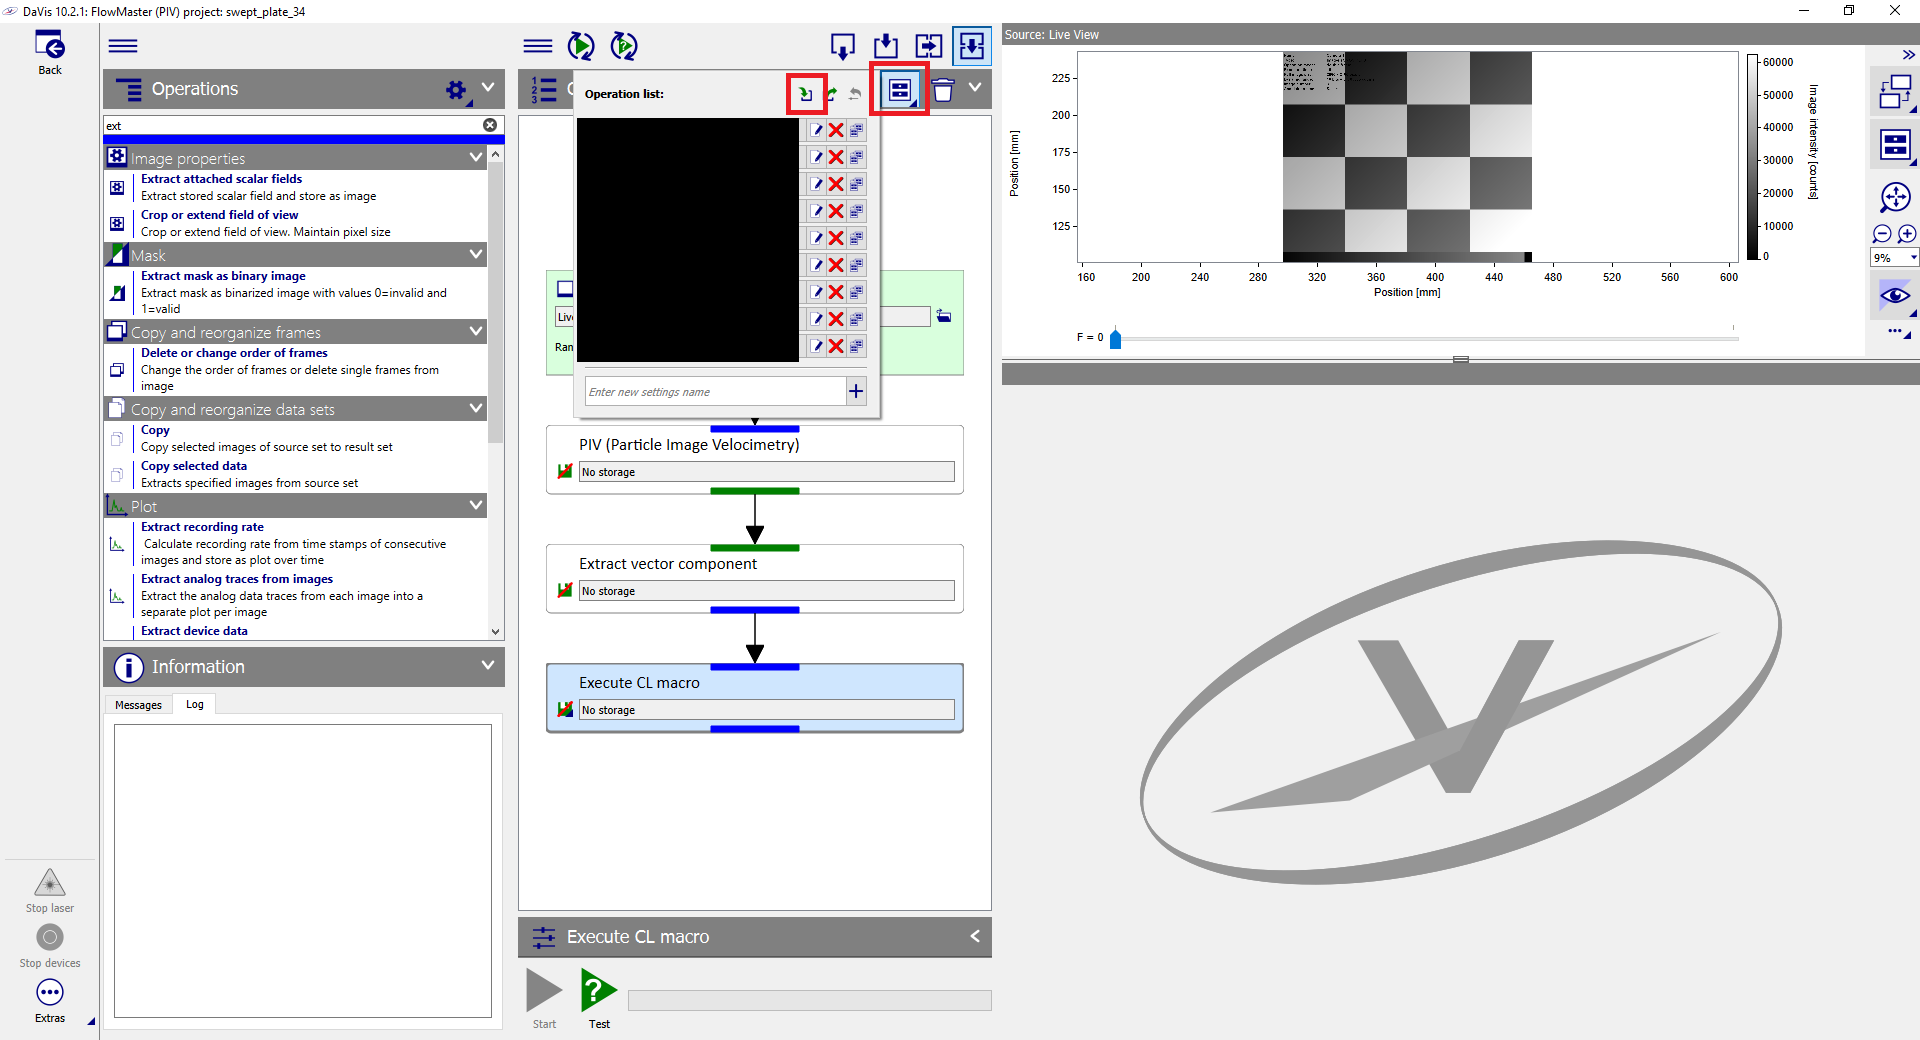 DaVis 10.2.1: FlowMaster (PIV) project: swept_plate_34
Back
Operations
ext
Image properties
Extract attached scalar fields
Extract stored scalar field and store as image
Crop or extend field of view
Crop or extend field of view. Maintain pixel size
Mask
Extract mask as binary image
Extract mask as binarized image with values 0=invalid and
1=valid
Copy and reorganize frames
Delete or change order of frames
Change the order of frames or delete single frames from
image
Copy and reorganize data sets
Copy
Copy selected images of source set to result set
Copy selected data
Extracts specified images from source set
Plot
Extract recording rate
Calculate recording rate from time stamps of consecutive
images and store as plot over time
Extract analog traces from images
Extract the analog data traces from each image into a
separate plot per image
Extract device data
Information
Messages
Log
Stop laser
Stop devices
Extras
1
2
3
Operation list:
Enter new settings name
PIV (Particle Image Velocimetry)
No storage
Extract vector component
No storage
Execute CL macro
No storage
Execute CL macro
Start
?
Test
Source: Live View
Position [mm]
225
200
175
150
125
160
200
240
280
320
360
400
440
480
520
560
600
Position [mm]
60000
50000
40000
30000
20000
10000
0
Image intensity [counts]
F = 0
9%